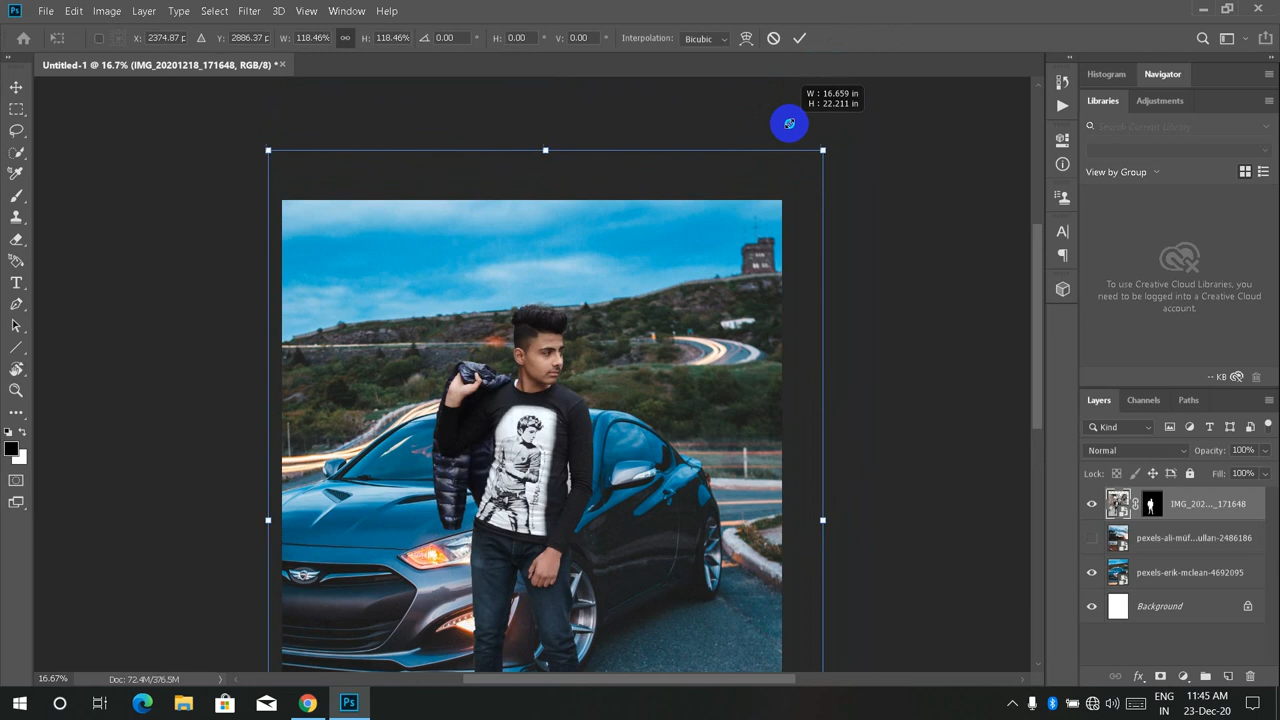 Ps
File Edit Image Layer Type Select Filter 3D View Window Help
X: 2374.87 p Y: 2886.37 p W: 118.46% H: 118.46% 0.00 ° H: 0.00 ° V: 0.00 ° Interpolation: Bicubic
Untitled-1 @ 16.7% (IMG_20201218_171648, RGB/8) *
W : 16.659 in
H : 22.211 in
Histogram Navigator
Libraries Adjustments
Search Current Library
View by Group
To use Creative Cloud Libraries, you
need to be logged into a Creative Cloud
account.
-- KB
Layers Channels Paths
Kind
Normal Opacity: 100%
Lock: Fill: 100%
IMG_202..._171648
pexels-ali-müf...ulları-2486186
pexels-erik-mclean-4692095
Background
16.67% Doc: 72.4M/376.5M
Ps
ENG
IN
11:45 AM
23-Dec-20